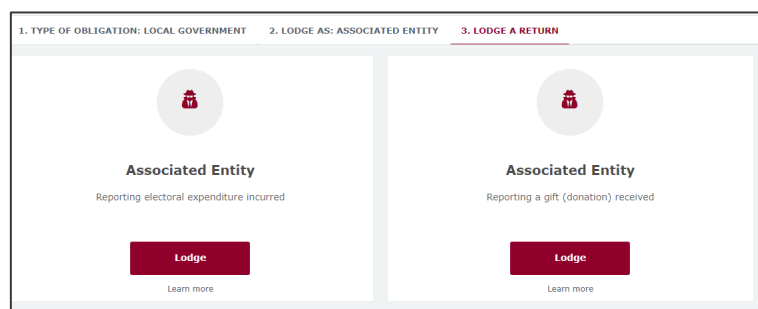 1. TYPE OF OBLIGATION: LOCAL GOVERNMENT 2. LODGE AS: ASSOCIATED ENTITY 3. LODGE A RETURN
Associated Entity
Reporting electoral expenditure incurred
Lodge
Learn more
Associated Entity
Reporting a gift (donation) received
Lodge
Learn more